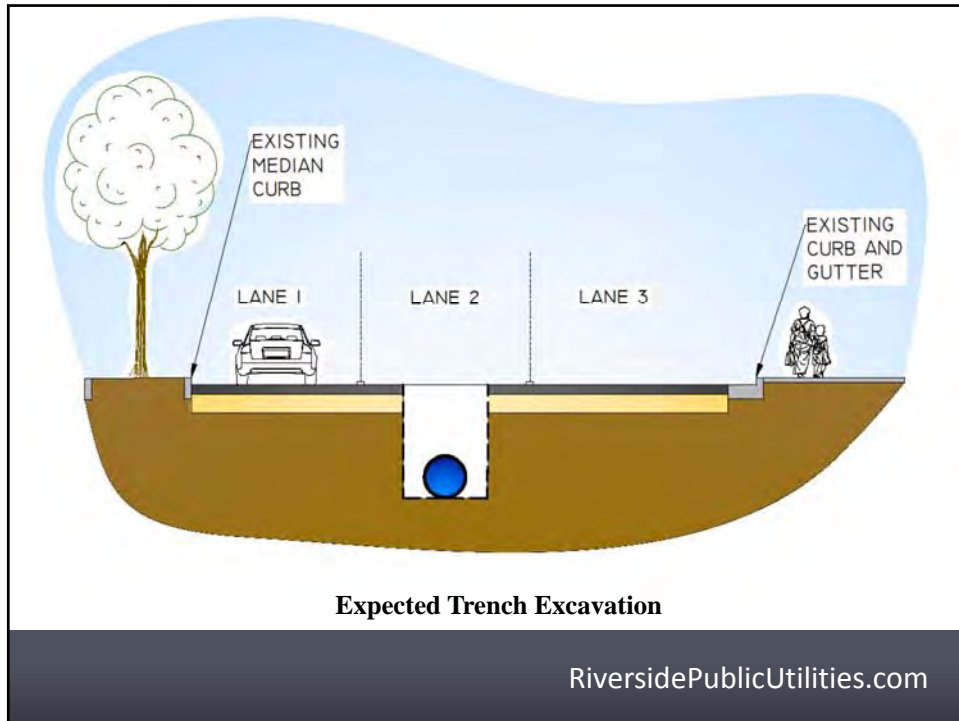 EXISTING
MEDIAN
CURB
EXISTING
CURB AND
GUTTER
LANE 1
LANE 2
LANE 3
Expected Trench Excavation
RiversidePublicUtilities.com